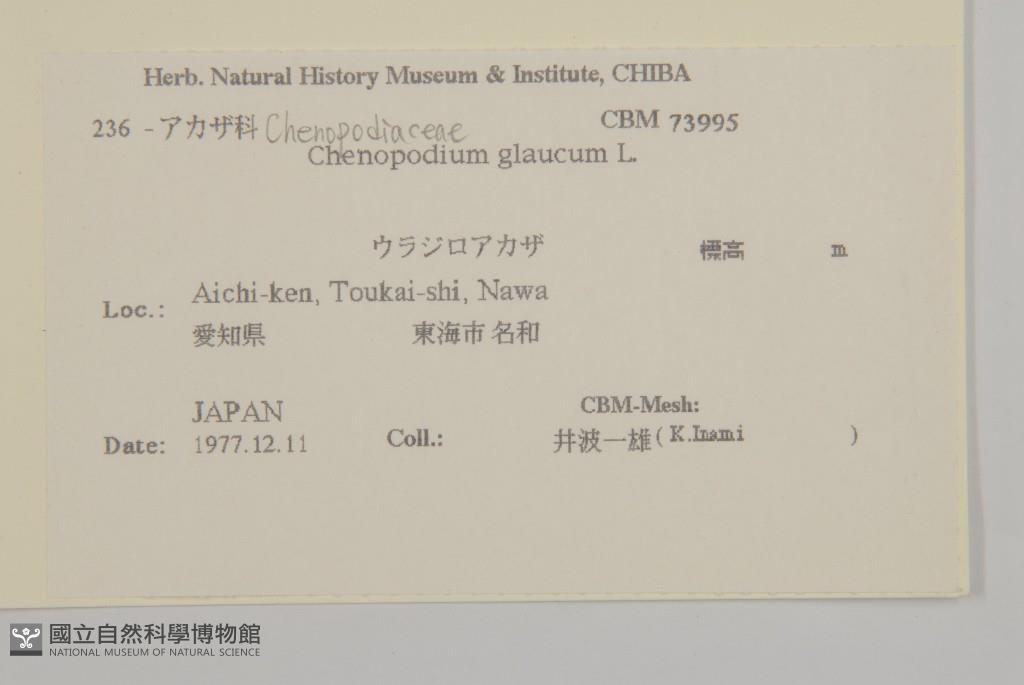 Herb. Natural History Museum & Institute, CHIBA
236 - アカザ科 Chenopodiaceae CBM 73995
Chenopodium glaucum L.
ウラジロアカザ 標高 m
Loc.: Aichi-ken, Toukai-shi, Nawa
愛知県 東海市 名和
JAPAN CBM-Mesh:
Date: 1977.12.11 Coll.: 井波一雄 ( K.Inami )
國立自然科學博物館
NATIONAL MUSEUM OF NATURAL SCIENCE